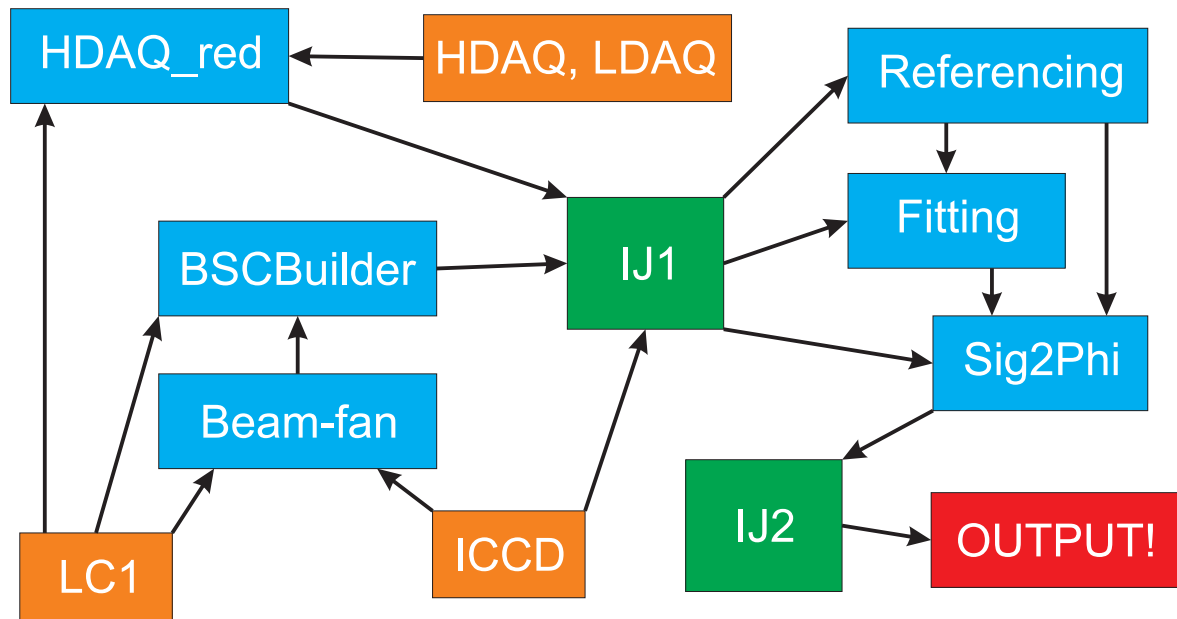 HDAQ_red
HDAQ, LDAQ
Referencing
Fitting
BSCBuilder
IJ1
Sig2Phi
Beam-fan
IJ2
OUTPUT!
ICCD
LC1